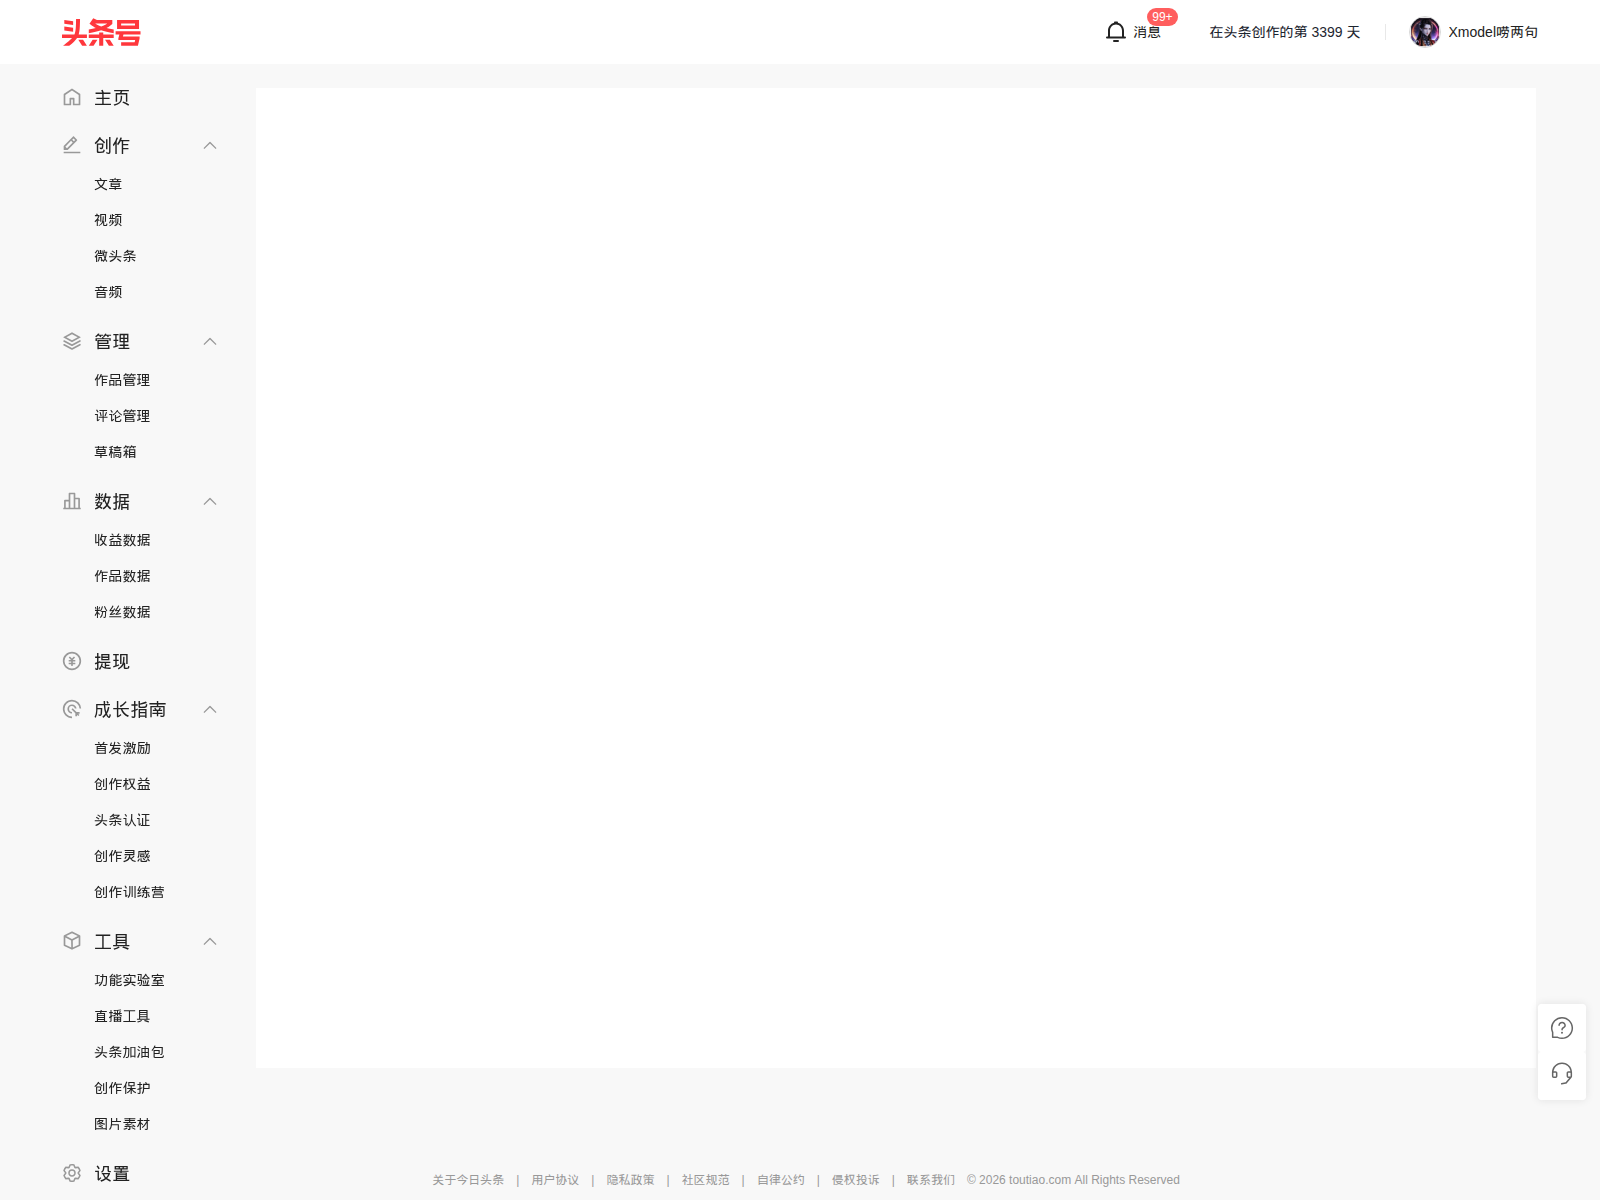 头条号
99+
消息
在头条创作的第 3399 天
Xmodel唠两句
主页
创作
文章
视频
微头条
音频
管理
作品管理
评论管理
草稿箱
数据
收益数据
作品数据
粉丝数据
提现
成长指南
首发激励
创作权益
头条认证
创作灵感
创作训练营
工具
功能实验室
直播工具
头条加油包
创作保护
图片素材
设置
关于今日头条 | 用户协议 | 隐私政策 | 社区规范 | 自律公约 | 侵权投诉 | 联系我们 © 2026 toutiao.com All Rights Reserved